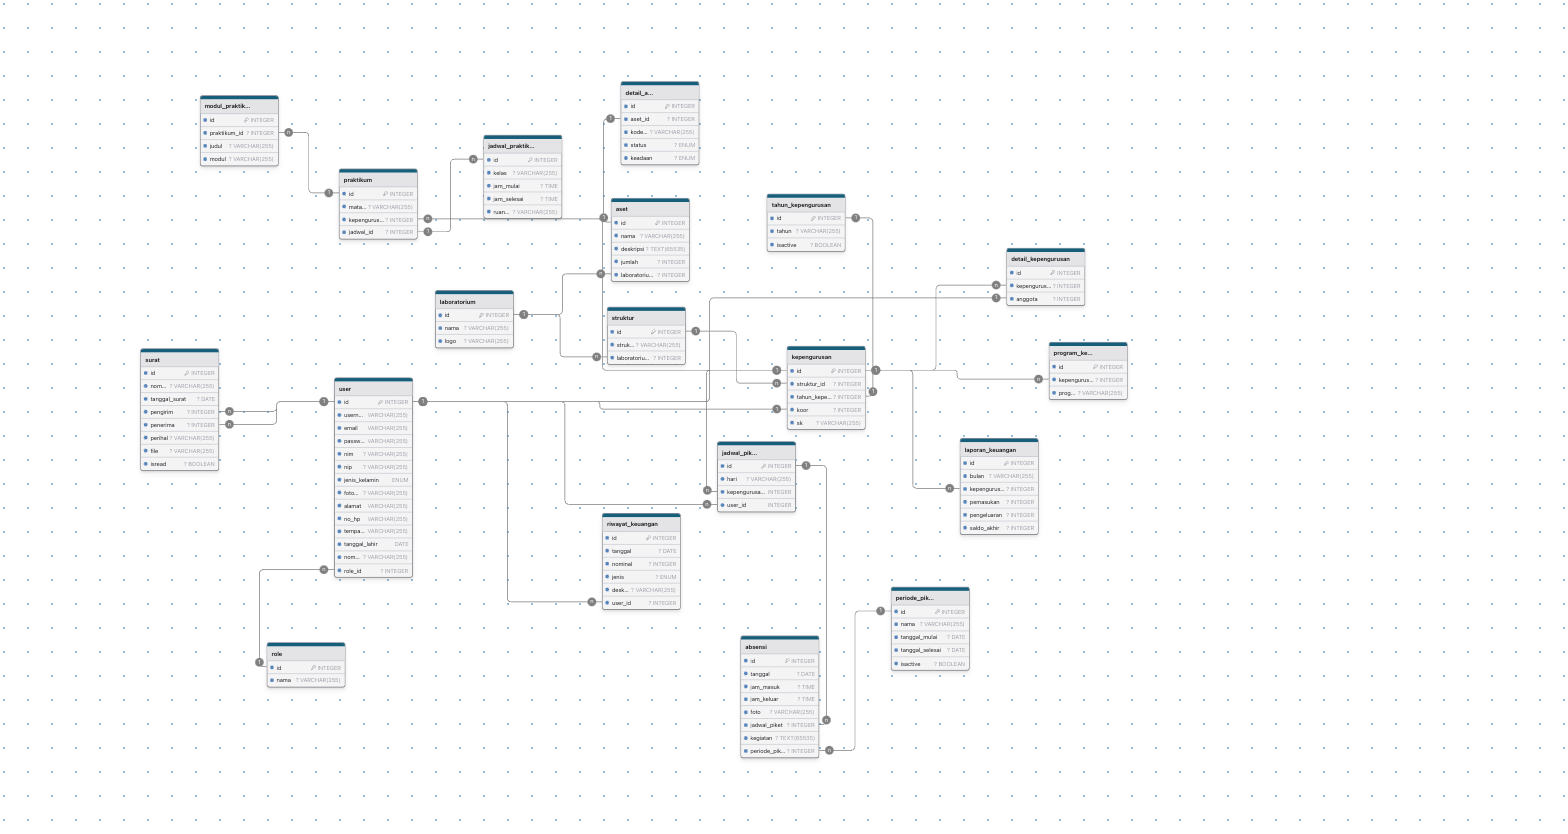 modul_praktik...
id INTEGER
praktikum_id ? INTEGER
judul ? VARCHAR(255)
modul ? VARCHAR(255)
praktikum
id INTEGER
mata... ? VARCHAR(255)
kepengurus... ? INTEGER
jadwal_id ? INTEGER
jadwal_praktik...
id INTEGER
kelas ? VARCHAR(255)
jam_mulai ? TIME
jam_selesai ? TIME
ruan... ? VARCHAR(255)
detail_a...
id INTEGER
aset_id ? INTEGER
kode... ? VARCHAR(255)
status ? ENUM
keadaan ? ENUM
aset
id INTEGER
nama ? VARCHAR(255)
deskripsi ? TEXT(65535)
jumlah ? INTEGER
laboratoriu... ? INTEGER
tahun_kepengurusan
id INTEGER
tahun ? VARCHAR(255)
isactive ? BOOLEAN
detail_kepengurusan
id INTEGER
kepengurus... ? INTEGER
anggota ? INTEGER
laboratorium
id INTEGER
nama ? VARCHAR(255)
logo ? VARCHAR(255)
struktur
id INTEGER
struk... ? VARCHAR(255)
laboratoriu... ? INTEGER
kepengurusan
id INTEGER
struktur_id ? INTEGER
tahun_kepe... ? INTEGER
koor ? INTEGER
sk ? VARCHAR(255)
program_ke...
id INTEGER
kepengurus... ? INTEGER
prog... ? VARCHAR(255)
surat
id INTEGER
nom... ? VARCHAR(255)
tanggal_surat ? DATE
pengirim ? INTEGER
penerima ? INTEGER
perihal ? VARCHAR(255)
file ? VARCHAR(255)
isread ? BOOLEAN
user
id INTEGER
usern... VARCHAR(255)
email VARCHAR(255)
passw... VARCHAR(255)
nim VARCHAR(255)
nip VARCHAR(255)
jenis_kelamin ENUM
foto... VARCHAR(255)
alamat VARCHAR(255)
no_hp VARCHAR(255)
tempa... VARCHAR(255)
tanggal_lahir DATE
nom... ? VARCHAR(255)
role_id ? INTEGER
jadwal_pik...
id INTEGER
hari ? VARCHAR(255)
kepengurusa... INTEGER
user_id INTEGER
laporan_keuangan
id INTEGER
bulan ? VARCHAR(255)
kepengurus... ? INTEGER
pemasukan ? INTEGER
pengeluaran ? INTEGER
saldo_akhir ? INTEGER
riwayat_keuangan
id INTEGER
tanggal ? DATE
nominal ? INTEGER
jenis ? ENUM
desk... ? VARCHAR(255)
user_id ? INTEGER
periode_pik...
id INTEGER
nama ? VARCHAR(255)
tanggal_mulai ? DATE
tanggal_selesai ? DATE
isactive ? BOOLEAN
role
id INTEGER
nama ? VARCHAR(255)
absensi
id INTEGER
tanggal ? DATE
jam_masuk ? TIME
jam_keluar ? TIME
foto ? VARCHAR(255)
jadwal_piket ? INTEGER
kegiatan ? TEXT(65535)
periode_pik... ? INTEGER